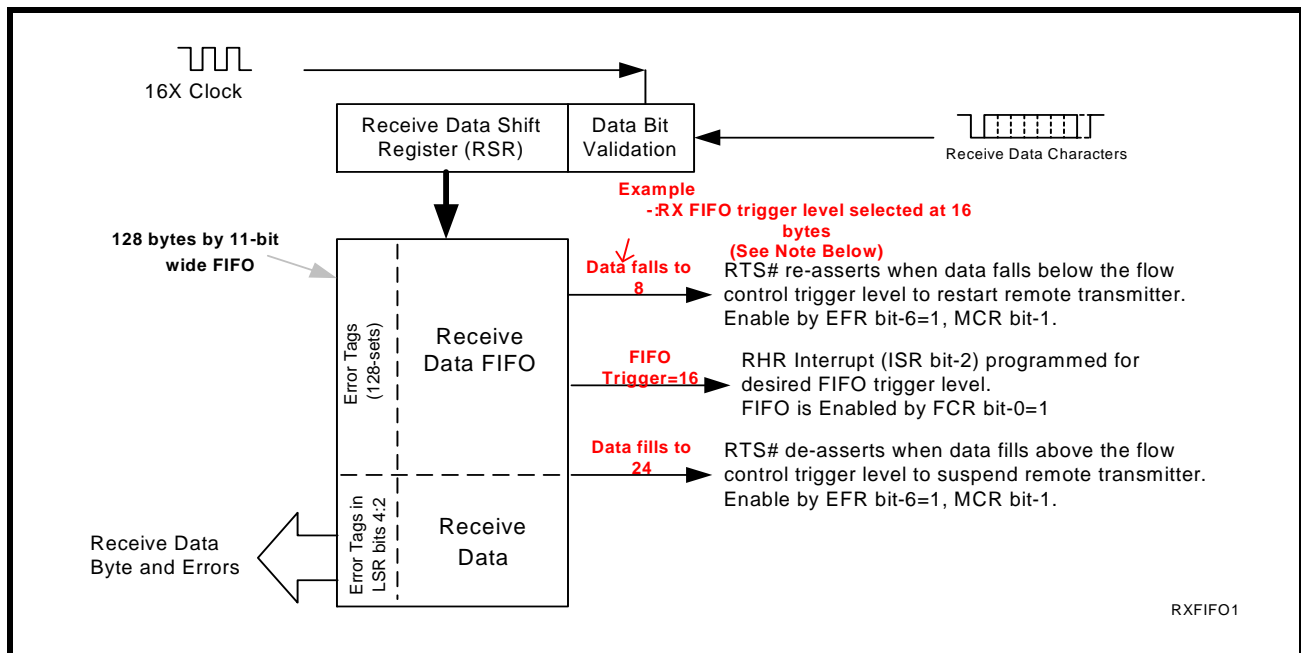 16X Clock
Receive Data Shift
Register (RSR)
Data Bit
Validation
Receive Data Characters
Example
-:RX FIFO trigger level selected at 16
bytes
(See Note Below)
128 bytes by 11-bit
wide FIFO
Data falls to
8
RTS# re-asserts when data falls below the flow
control trigger level to restart remote transmitter.
Enable by EFR bit-6=1, MCR bit-1.
Error Tags
(128-sets)
Receive
Data FIFO
FIFO
Trigger=16
RHR Interrupt (ISR bit-2) programmed for
desired FIFO trigger level.
FIFO is Enabled by FCR bit-0=1
Data fills to
24
RTS# de-asserts when data fills above the flow
control trigger level to suspend remote transmitter.
Enable by EFR bit-6=1, MCR bit-1.
Error Tags in
LSR bits 4:2
Receive
Data
Receive Data
Byte and Errors
RXFIFO1